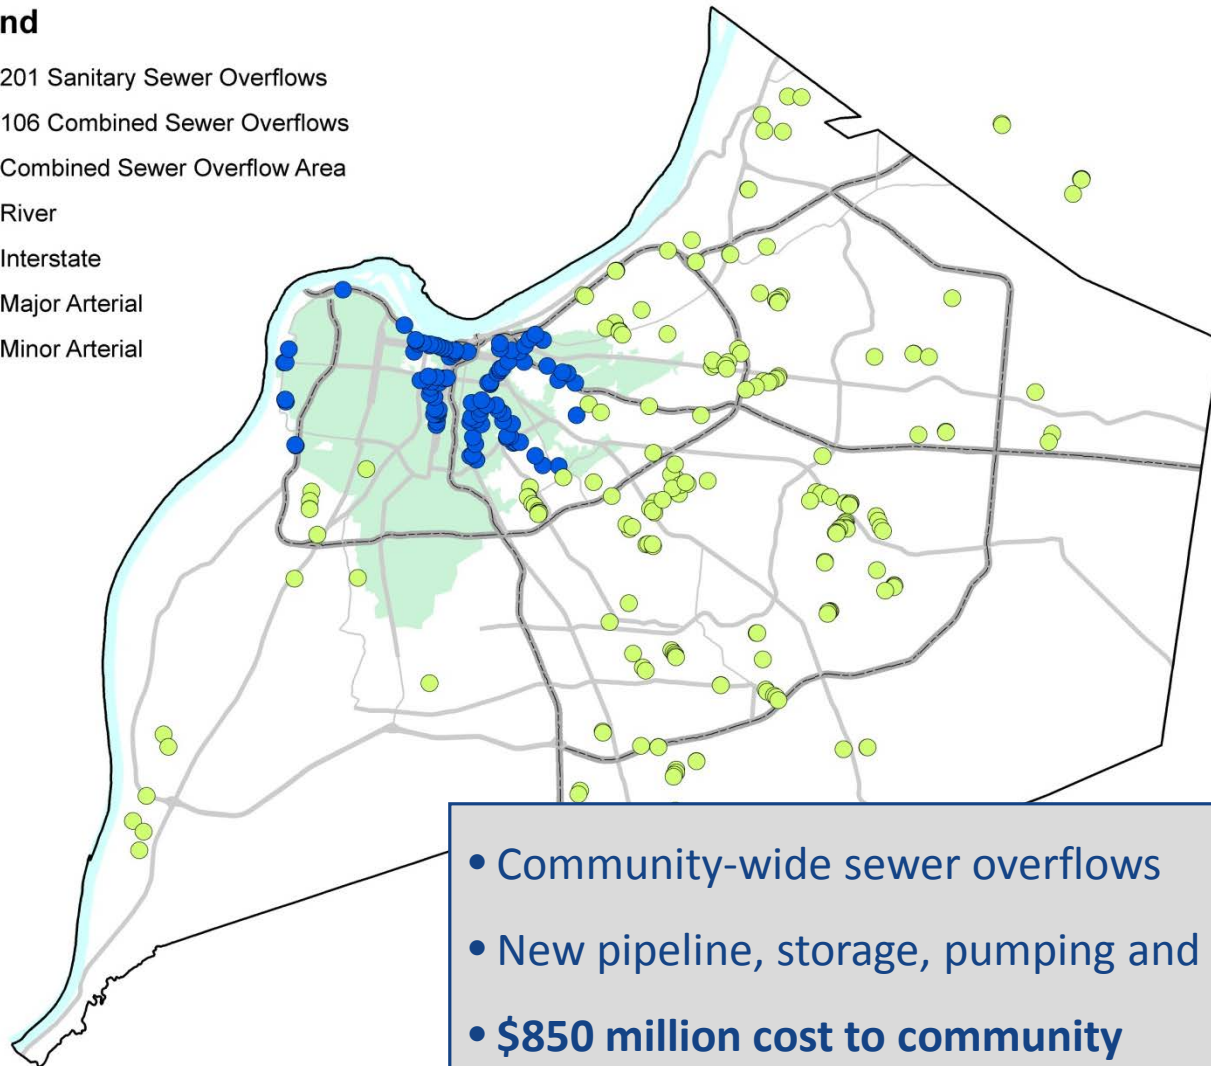 nd
201 Sanitary Sewer Overflows
106 Combined Sewer Overflows
Combined Sewer Overflow Area
River
Interstate
Major Arterial
Minor Arterial
• Community-wide sewer overflows
• New pipeline, storage, pumping and
• $850 million cost to community